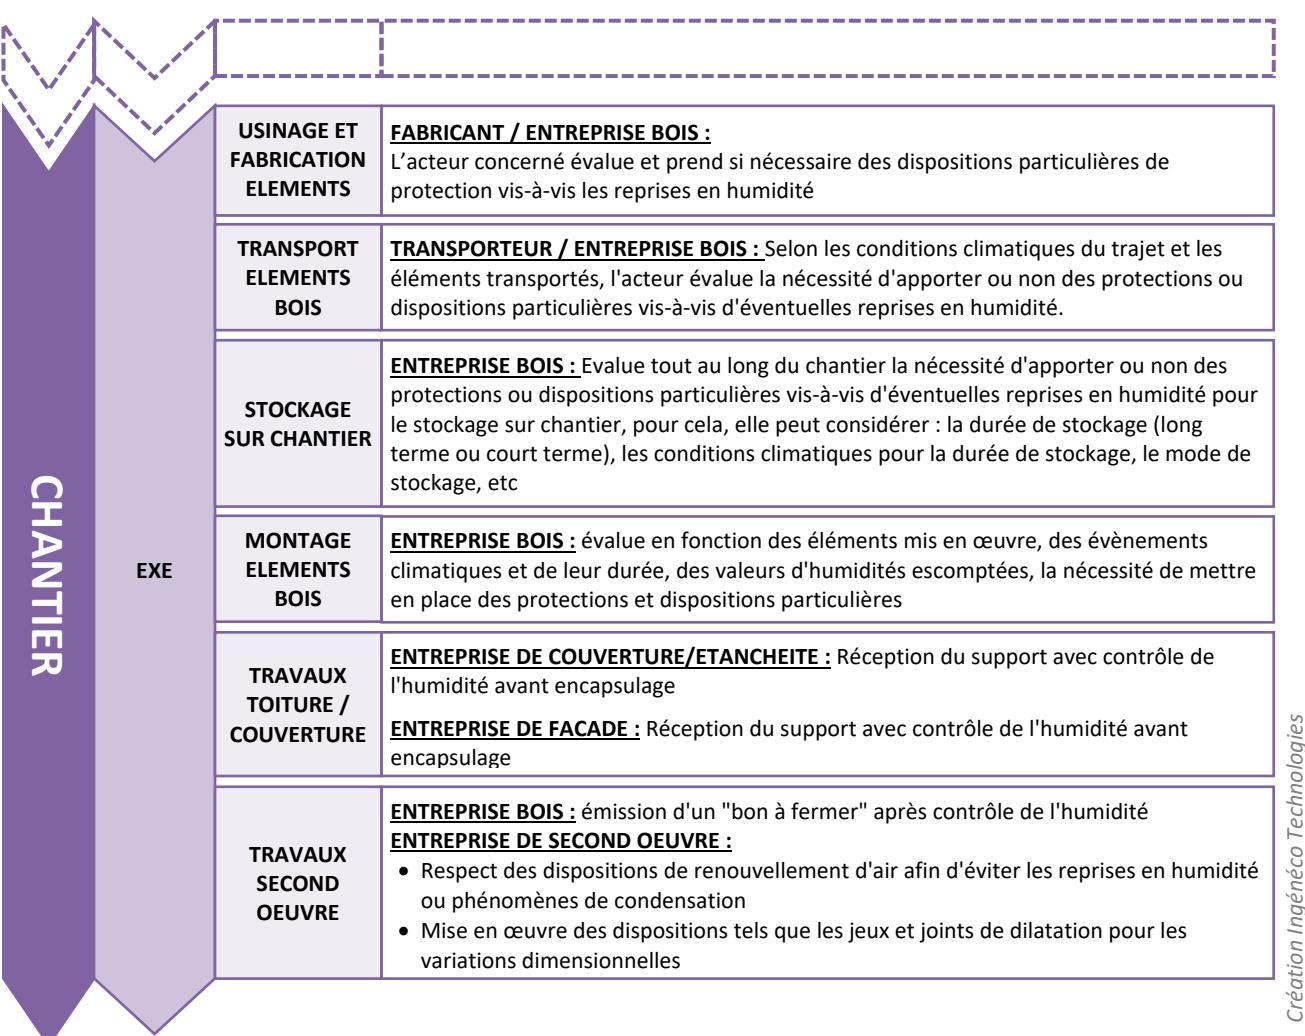 CHANTIER
EXE
USINAGE ET
FABRICATION
ELEMENTS
FABRICANT / ENTREPRISE BOIS :
L’acteur concerné évalue et prend si nécessaire des dispositions particulières de
protection vis-à-vis les reprises en humidité
TRANSPORT
ELEMENTS
BOIS
TRANSPORTEUR / ENTREPRISE BOIS : Selon les conditions climatiques du trajet et les
éléments transportés, l'acteur évalue la nécessité d'apporter ou non des protections ou
dispositions particulières vis-à-vis d'éventuelles reprises en humidité.
STOCKAGE
SUR CHANTIER
ENTREPRISE BOIS : Evalue tout au long du chantier la nécessité d'apporter ou non des
protections ou dispositions particulières vis-à-vis d'éventuelles reprises en humidité pour
le stockage sur chantier, pour cela, elle peut considérer : la durée de stockage (long
terme ou court terme), les conditions climatiques pour la durée de stockage, le mode de
stockage, etc
MONTAGE
ELEMENTS
BOIS
ENTREPRISE BOIS : évalue en fonction des éléments mis en œuvre, des évènements
climatiques et de leur durée, des valeurs d'humidités escomptées, la nécessité de mettre
en place des protections et dispositions particulières
TRAVAUX
TOITURE /
COUVERTURE
ENTREPRISE DE COUVERTURE/ETANCHEITE : Réception du support avec contrôle de
l'humidité avant encapsulage
ENTREPRISE DE FACADE : Réception du support avec contrôle de l'humidité avant
encapsulage
TRAVAUX
SECOND
OEUVRE
ENTREPRISE BOIS : émission d'un "bon à fermer" après contrôle de l'humidité
ENTREPRISE DE SECOND OEUVRE :
• Respect des dispositions de renouvellement d'air afin d'éviter les reprises en humidité
ou phénomènes de condensation
• Mise en œuvre des dispositions tels que les jeux et joints de dilatation pour les
variations dimensionnelles
Création Ingénéco Technologies